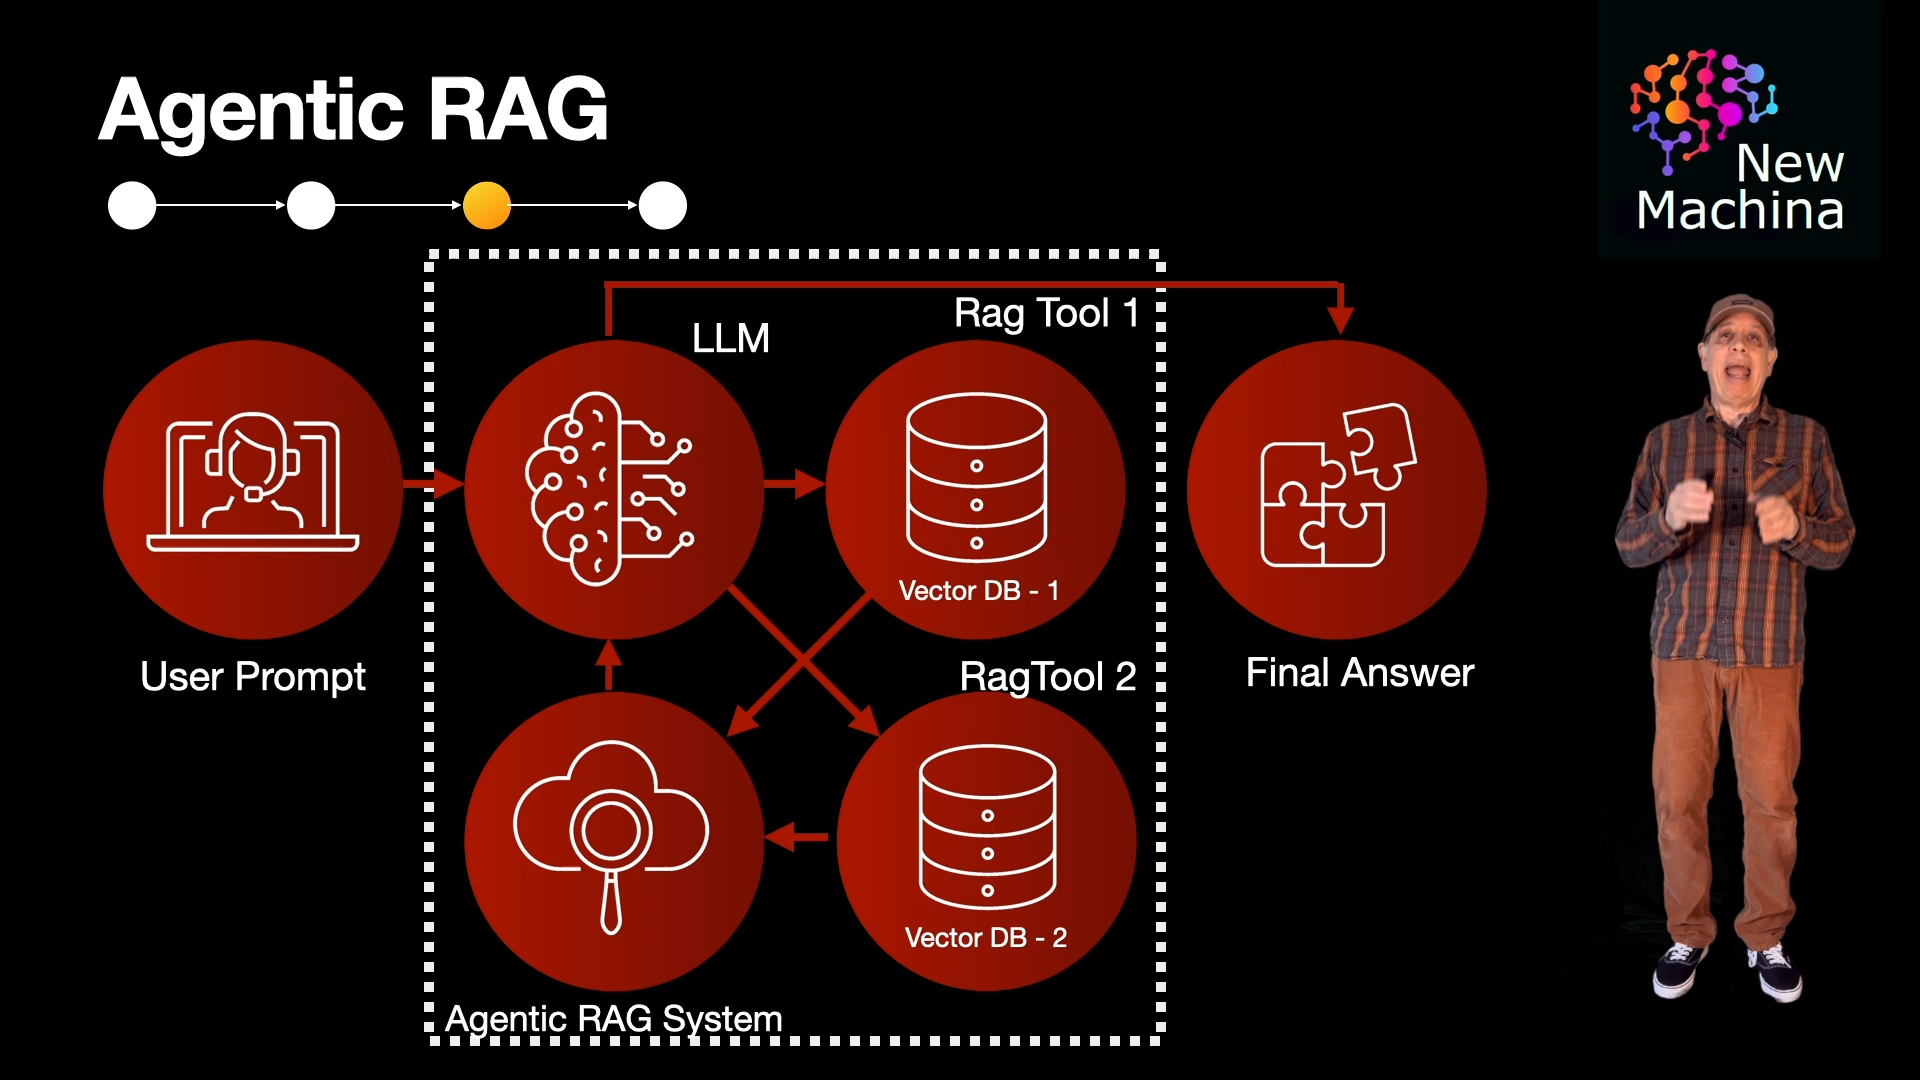 Agentic RAG
New
Machina
Rag Tool 1
LLM
Vector DB - 1
User Prompt
RagTool 2
Final Answer
Vector DB - 2
Agentic RAG System